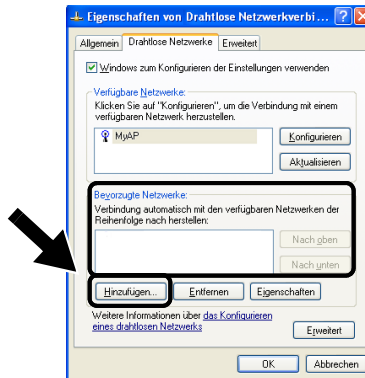 Eigenschaften von Drahtlose Netzwerkverbi...
Allgemein Drahtlose Netzwerke Erweitert
Windows zum Konfigurieren der Einstellungen verwenden
Verfügbare Netzwerke:
Klicken Sie auf "Konfigurieren", um die Verbindung mit einem
verfügbaren Netzwerk herzustellen.
MyAP
Konfigurieren
Aktualisieren
Bevorzugte Netzwerke:
Verbindung automatisch mit den verfügbaren Netzwerken der
Reihenfolge nach herstellen:
Nach oben
Nach unten
Hinzufügen... Entfernen Eigenschaften
Weitere Informationen über das Konfigurieren
eines drahtlosen Netzwerks
Erweitert
OK Abbrechen